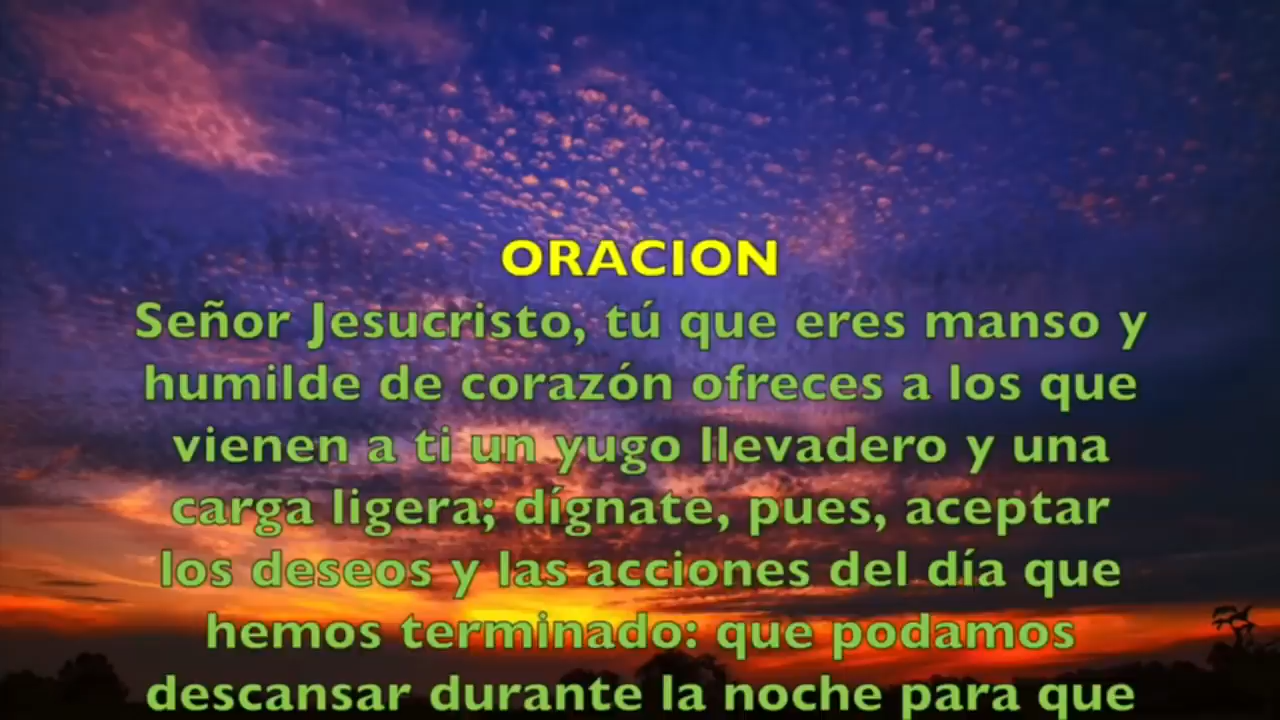 ORACION
Señor Jesucristo, tú que eres manso y
humilde de corazón ofreces a los que
vienen a ti un yugo llevadero y una
carga ligera; dígnate, pues, aceptar
los deseos y las acciones del día que
hemos terminado: que podamos
descansar durante la noche para que